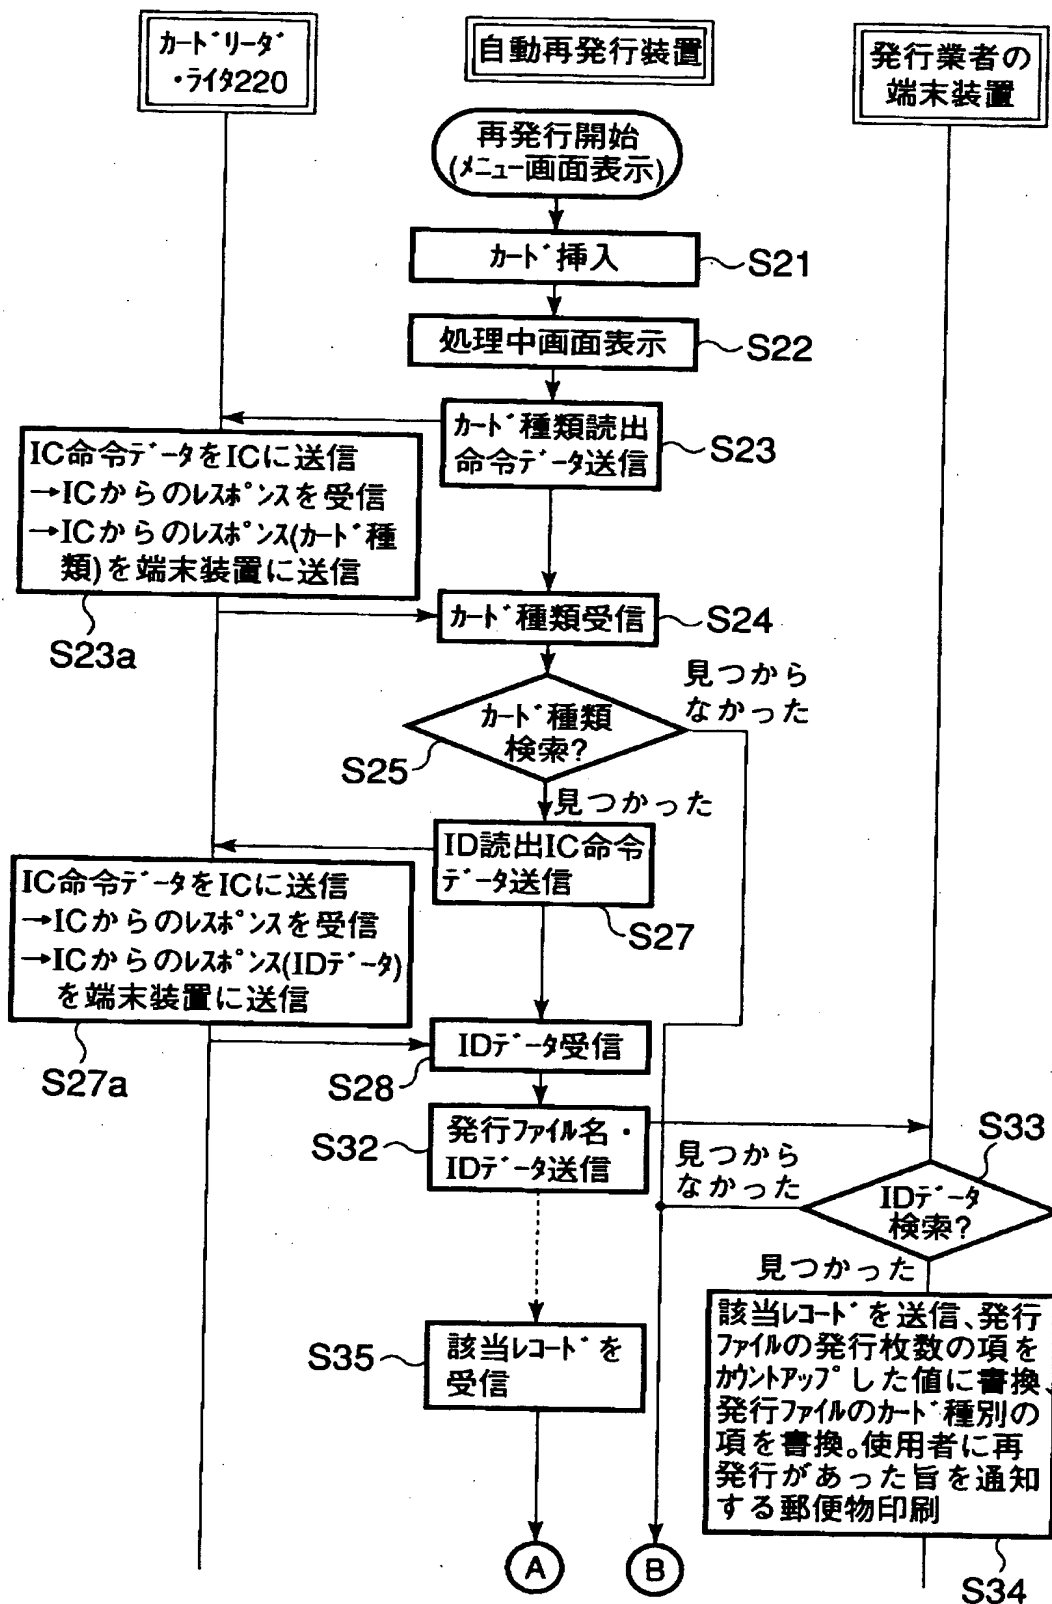 カードリーダ
・ライタ220
自動再発行装置
発行業者の
端末装置
再発行開始
(メニュー画面表示)
カード挿入
S21
処理中画面表示
S22
カード種類読出
命令データ送信
S23
IC命令データをICに送信
→ICからのレスポンスを受信
→ICからのレスポンス(カード種
類)を端末装置に送信
S23a
カード種類受信
S24
カード種類
検索?
S25
見つから
なかった
見つかった
ID読出IC命令
データ送信
S27
IC命令データをICに送信
→ICからのレスポンスを受信
→ICからのレスポンス(IDデータ)
を端末装置に送信
S27a
IDデータ受信
S28
発行ファイル名・
IDデータ送信
S32
S33
IDデータ
検索?
見つから
なかった
見つかった
該当レコードを送信、発行
ファイルの発行枚数の項を
カウントアップした値に書換、
発行ファイルのカード種別の
項を書換。使用者に再
発行があった旨を通知
する郵便物印刷
S34
該当レコードを
受信
S35
A
B